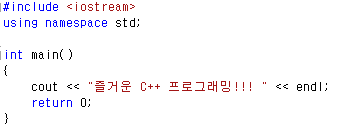 #include <iostream>
using namespace std;

int main()
{
    cout << "즐거운 C++ 프로그래밍!!! " << endl;
    return 0;
}